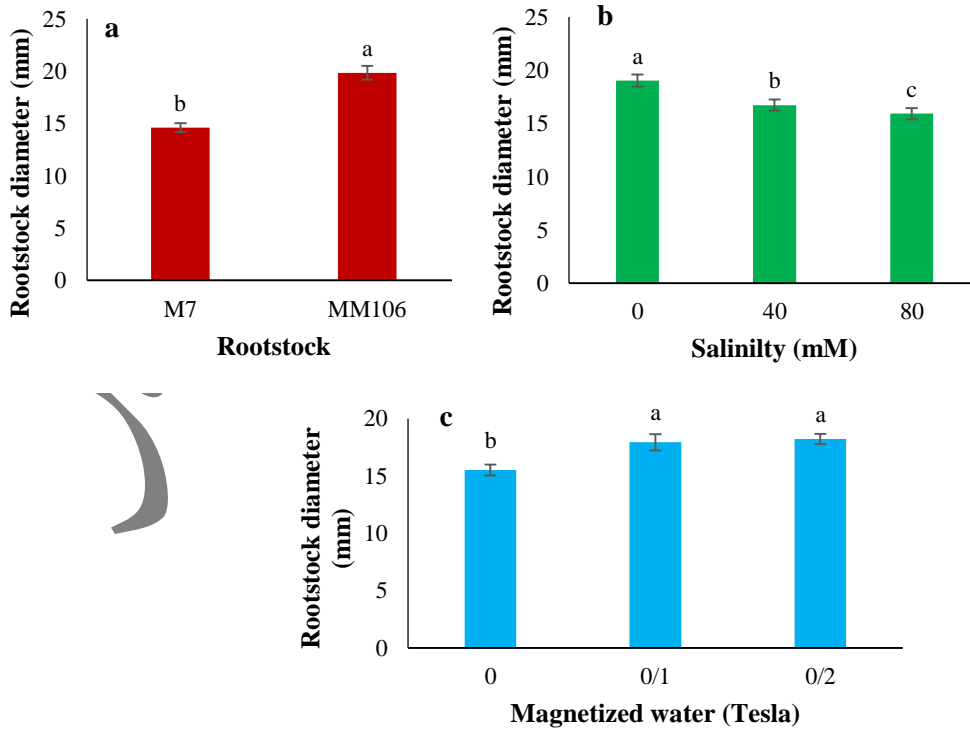 a
Rootstock diameter (mm)
25
20
15
10
5
0
b
a
M7
MM106
Rootstock
b
Rootstock diameter (mm)
25
20
15
10
5
0
a
b
c
0
40
80
Salinilty (mM)
c
Rootstock diameter
(mm)
20
15
10
5
0
b
a
a
0
0/1
0/2
Magnetized water (Tesla)